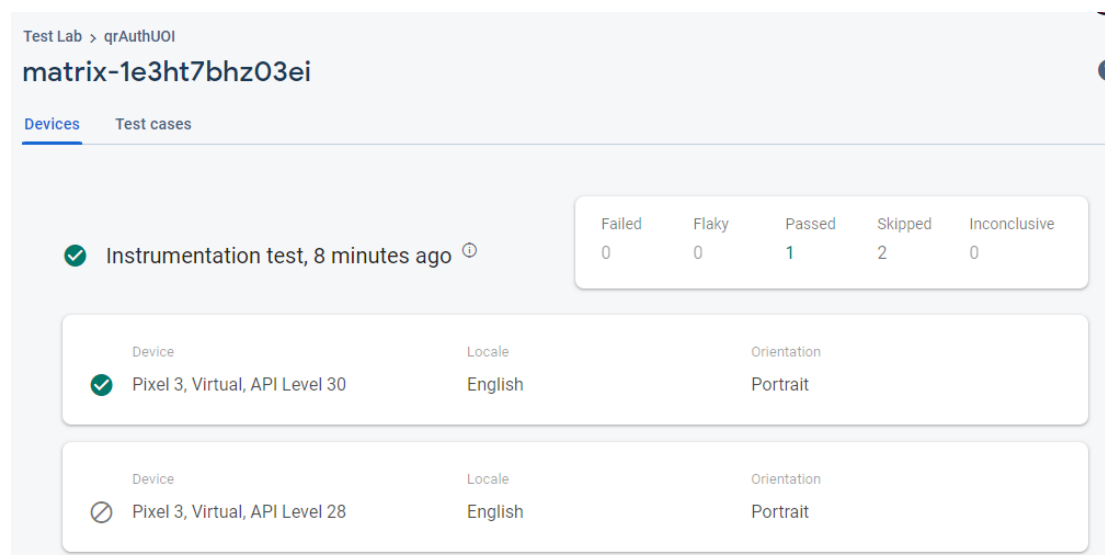 Test Lab > qrAuthUOI
matrix-1e3ht7bhz03ei
Devices Test cases
Failed Flaky Passed Skipped Inconclusive
0 0 1 2 0
Instrumentation test, 8 minutes ago
Device Locale Orientation
Pixel 3, Virtual, API Level 30 English Portrait
Device Locale Orientation
Pixel 3, Virtual, API Level 28 English Portrait